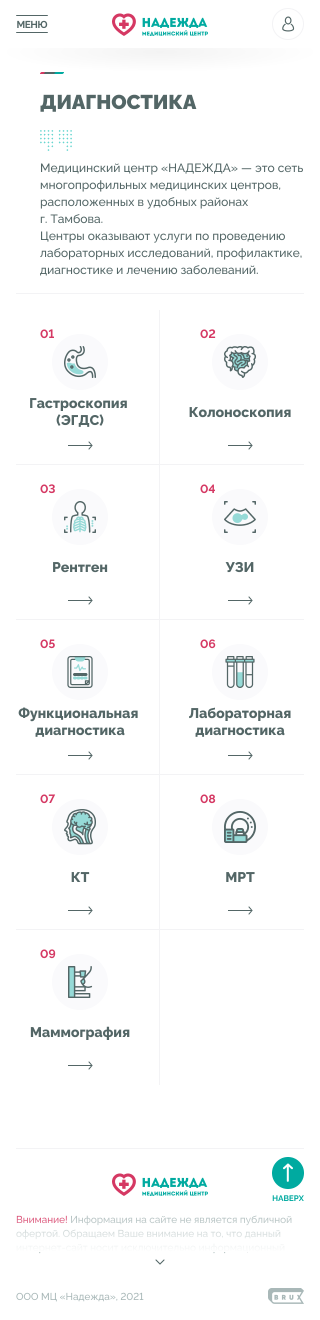 МЕНЮ
НАДЕЖДА
МЕДИЦИНСКИЙ ЦЕНТР
ДИАГНОСТИКА
Медицинский центр «НАДЕЖДА» — это сеть
многопрофильных медицинских центров,
расположенных в удобных районах
г. Тамбова.
Центры оказывают услуги по проведению
лабораторных исследований, профилактике,
диагностике и лечению заболеваний.
01
Гастроскопия
(ЭГДС)
02
Колоноскопия
03
Рентген
04
УЗИ
05
Функциональная
диагностика
06
Лабораторная
диагностика
07
КТ
08
МРТ
09
Маммография
НАДЕЖДА
МЕДИЦИНСКИЙ ЦЕНТР
НАВЕРХ
Внимание! Информация на сайте не является публичной
офертой. Обращаем Ваше внимание на то, что данный
ООО МЦ «Надежда», 2021
BRUX